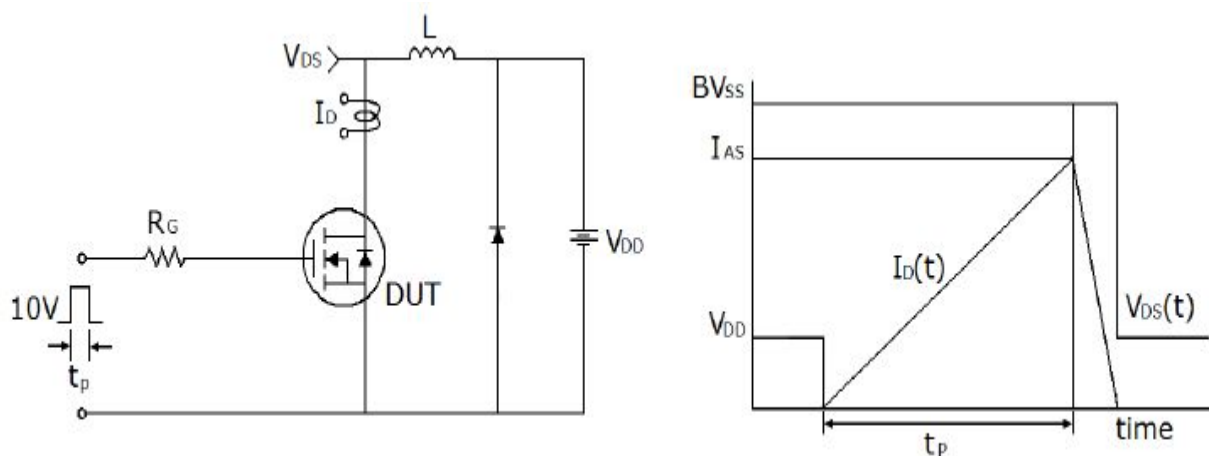 L
VDS
ID
RG
VDD
10V
DUT
tp
BVSS
IAS
ID(t)
VDD
VDS(t)
tP
time